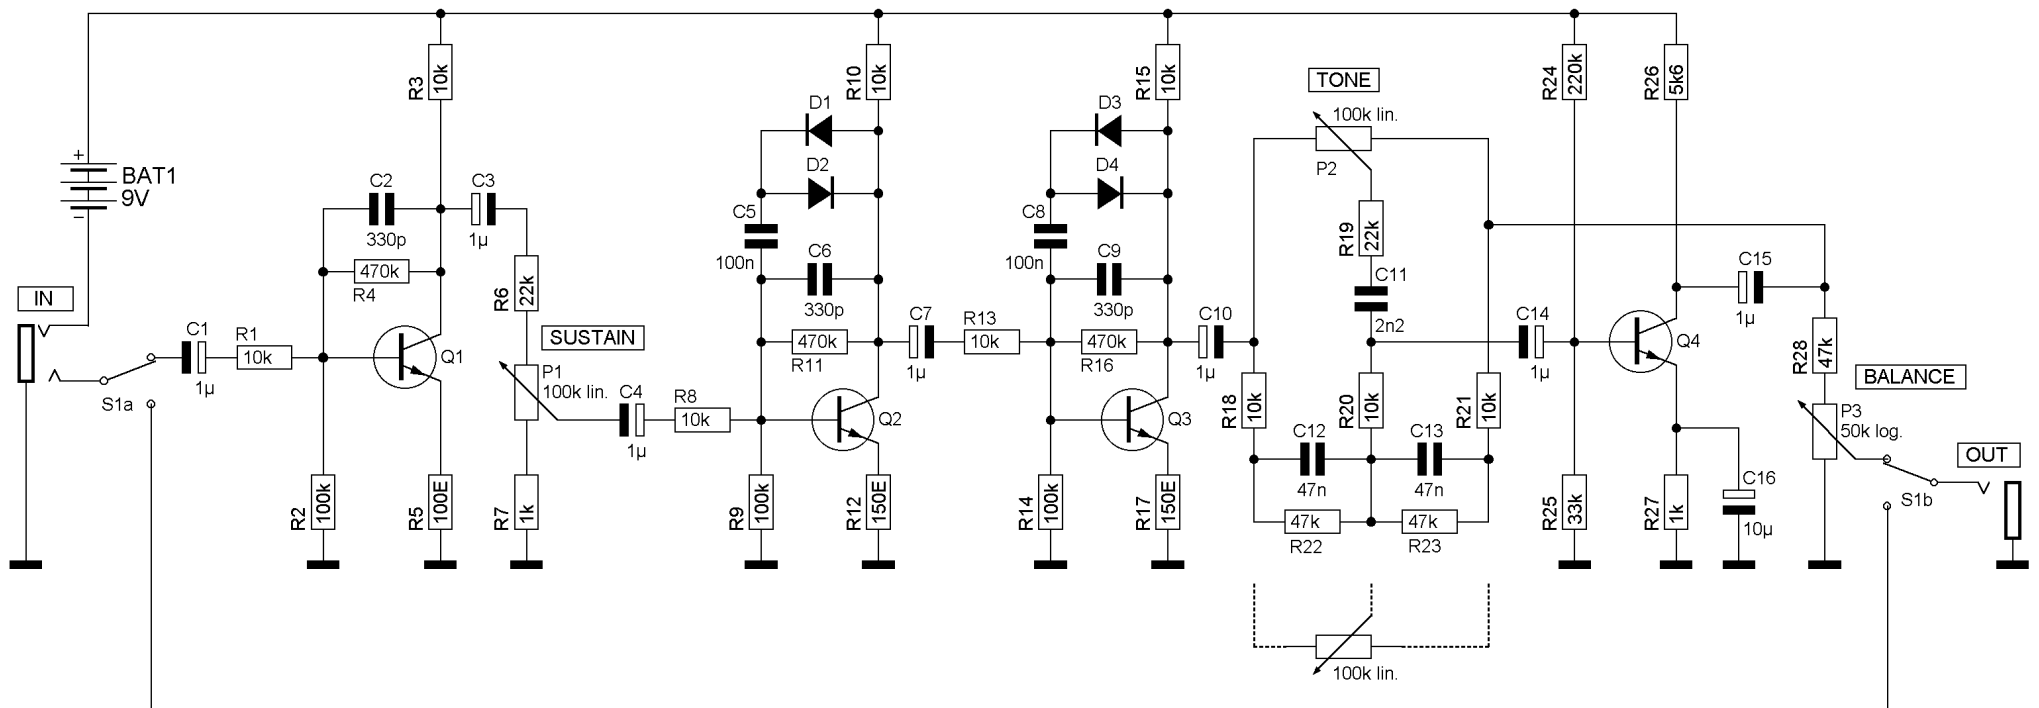 IN
+
BAT1
9V
−
S1a
C1
1µ
R1
10k
R2
100k
C2
330p
470k
R4
R3
10k
Q1
R5
100E
C3
1µ
R6
22k
SUSTAIN
P1
100k lin.
R7
1k
C4
1µ
R8
10k
R9
100k
C5
100n
D1
D2
C6
330p
470k
R11
R10
10k
Q2
R12
150E
C7
1µ
R13
10k
R14
100k
C8
100n
D3
D4
C9
330p
470k
R16
R15
10k
Q3
R17
150E
C10
1µ
TONE
100k lin.
P2
R19
22k
C11
2n2
R18
10k
R20
10k
R21
10k
C12
47n
C13
47n
47k
R22
47k
R23
100k lin.
C14
1µ
R24
220k
R25
33k
R26
5k6
Q4
R27
1k
C15
1µ
C16
10µ
R28
47k
BALANCE
P3
50k log.
S1b
OUT